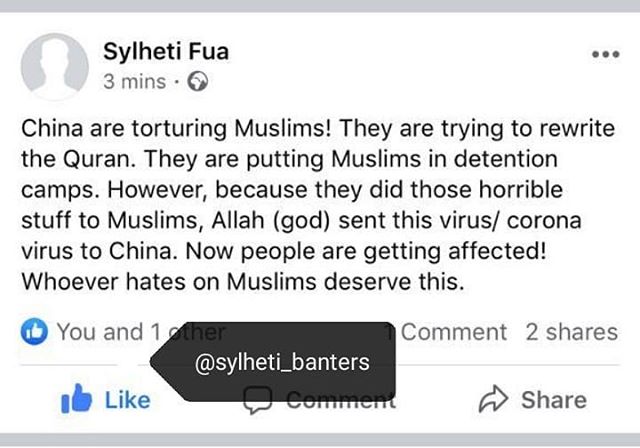 Sylheti Fua
3 mins
China are torturing Muslims! They are trying to rewrite
the Quran. They are putting Muslims in detention
camps. However, because they did those horrible
stuff to Muslims, Allah (god) sent this virus/ corona
virus to China. Now people are getting affected!
Whoever hates on Muslims deserve this.
You and 1 other 1 Comment 2 shares
@sylheti_banters
Like Comment Share